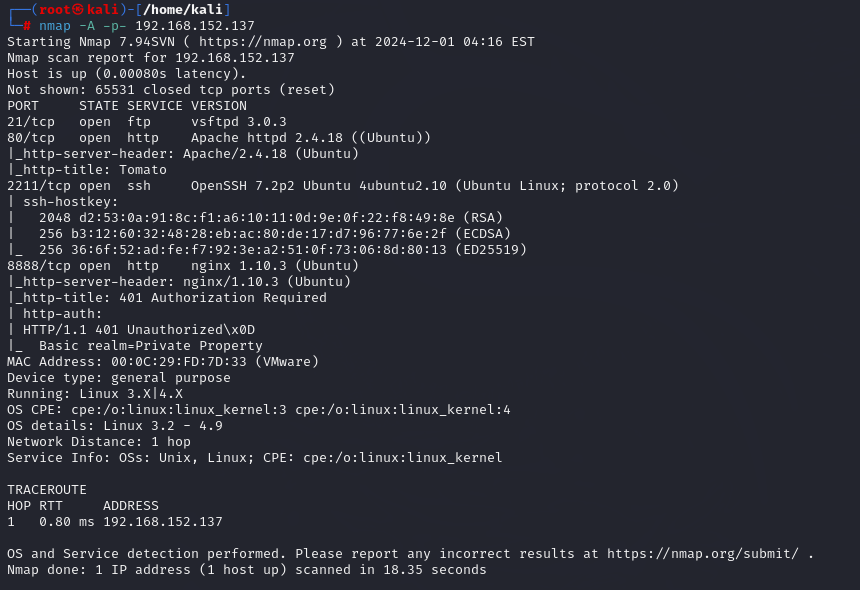 ┌──(root㉿kali)-[/home/kali]
└─# nmap -A -p- 192.168.152.137
Starting Nmap 7.94SVN ( https://nmap.org ) at 2024-12-01 04:16 EST
Nmap scan report for 192.168.152.137
Host is up (0.00080s latency).
Not shown: 65531 closed tcp ports (reset)
PORT     STATE SERVICE VERSION
21/tcp   open  ftp     vsftpd 3.0.3
80/tcp   open  http    Apache httpd 2.4.18 ((Ubuntu))
|_http-server-header: Apache/2.4.18 (Ubuntu)
|_http-title: Tomato
2211/tcp open  ssh     OpenSSH 7.2p2 Ubuntu 4ubuntu2.10 (Ubuntu Linux; protocol 2.0)
| ssh-hostkey:
|   2048 d2:53:0a:91:8c:f1:a6:10:11:0d:9e:0f:22:f8:49:8e (RSA)
|   256 b3:12:60:32:48:28:eb:ac:80:de:17:d7:96:77:6e:2f (ECDSA)
|_  256 36:6f:52:ad:fe:f7:92:3e:a2:51:0f:73:06:8d:80:13 (ED25519)
8888/tcp open  http    nginx 1.10.3 (Ubuntu)
|_http-server-header: nginx/1.10.3 (Ubuntu)
|_http-title: 401 Authorization Required
| http-auth:
| HTTP/1.1 401 Unauthorized\x0D
|_  Basic realm=Private Property
MAC Address: 00:0C:29:FD:7D:33 (VMware)
Device type: general purpose
Running: Linux 3.X|4.X
OS CPE: cpe:/o:linux:linux_kernel:3 cpe:/o:linux:linux_kernel:4
OS details: Linux 3.2 - 4.9
Network Distance: 1 hop
Service Info: OSs: Unix, Linux; CPE: cpe:/o:linux:linux_kernel

TRACEROUTE
HOP RTT     ADDRESS
1   0.80 ms 192.168.152.137

OS and Service detection performed. Please report any incorrect results at https://nmap.org/submit/ .
Nmap done: 1 IP address (1 host up) scanned in 18.35 seconds